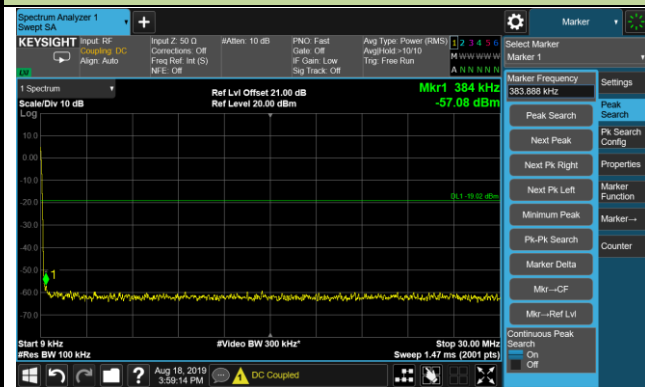 Spectrum Analyzer 1
Swept SA
Marker
KEYSIGHT
Input: RF
Coupling: DC
Align: Auto
Input Z: 50 Ω
Corrections: Off
Freq Ref: Int (S)
NFE: Off
#Atten: 10 dB
PNO: Fast
Gate: Off
IF Gain: Low
Sig Track: Off
Avg Type: Power (RMS)
Avg|Hold:>10/10
Trig: Free Run
1 2 3 4 5 6
M W W W W W
A N N N N N
LV
Select Marker
Marker 1
1 Spectrum
Scale/Div 10 dB
Log
Ref Lvl Offset 21.00 dB
Ref Level 20.00 dBm
Mkr1 384 kHz
-57.08 dBm
10.0
0.00
-10.0
-20.0
-30.0
-40.0
-50.0
-60.0
-70.0
DL1 -19.02 dBm
1
Start 9 kHz
#Res BW 100 kHz
#Video BW 300 kHz*
Stop 30.00 MHz
Sweep 1.47 ms (2001 pts)
Marker Frequency
383.888 kHz
Peak Search
Next Peak
Next Pk Right
Next Pk Left
Minimum Peak
Pk-Pk Search
Marker Delta
Mkr→CF
Mkr→Ref Lvl
Continuous Peak
Search
On
Off
Settings
Peak
Search
Pk Search
Config
Properties
Marker
Function
Marker→
Counter
?
Aug 18, 2019
3:59:14 PM
DC Coupled